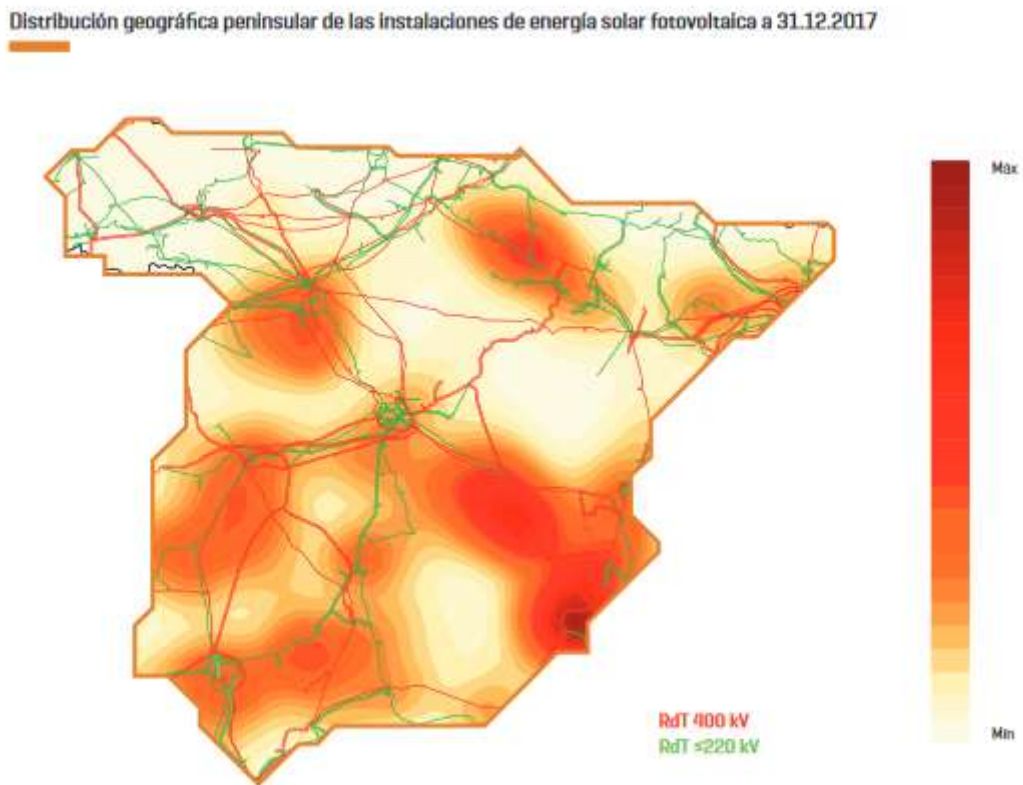 Distribución geográfica peninsular de las instalaciones de energía solar fotovoltaica a 31.12.2017
Máx
RdT 400 kV
RdT ≤220 kV
Mín